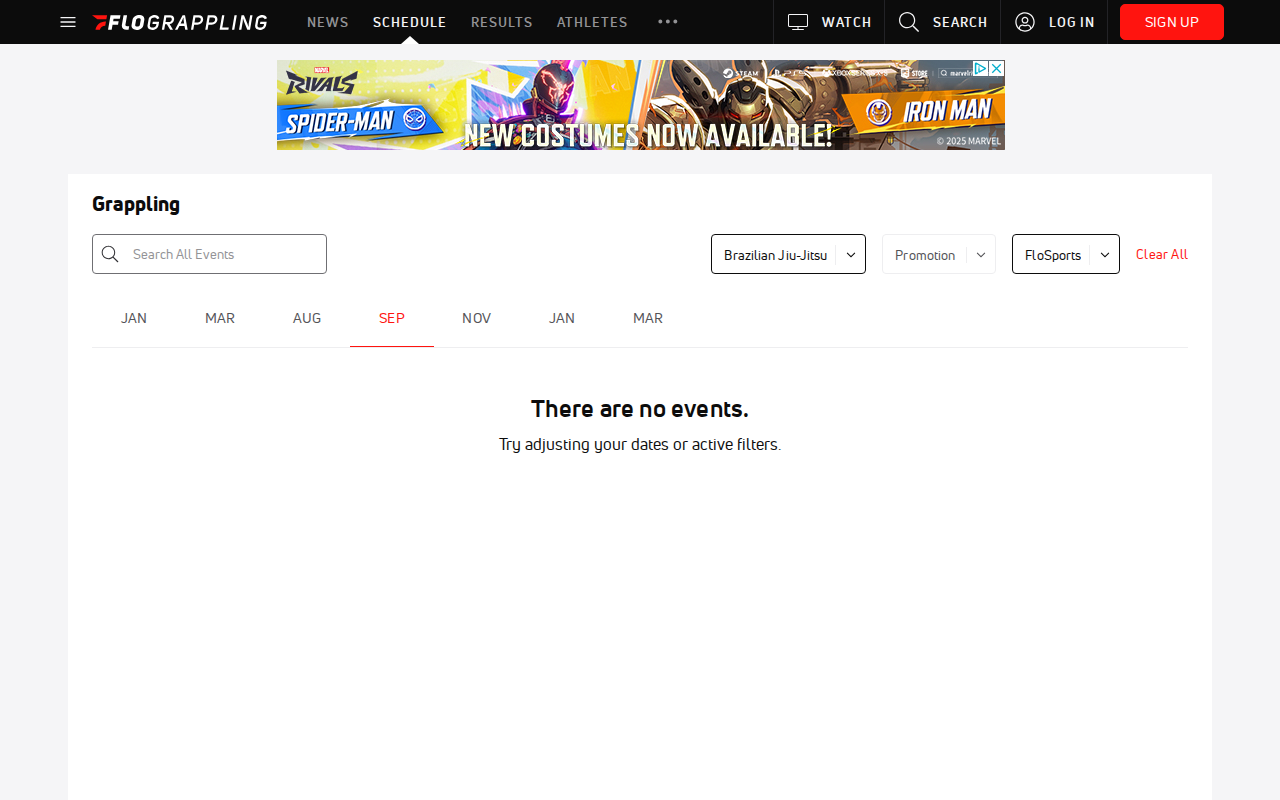 FLOGRAPPLING
NEWS
SCHEDULE
RESULTS
ATHLETES
WATCH
SEARCH
LOG IN
SIGN UP
MARVEL
RIVALS
SPIDER-MAN
NEW COSTUMES NOW AVAILABLE!
STEAM
STORE
IRON MAN
© 2025 MARVEL
Grappling
Search All Events
Brazilian Jiu-Jitsu
Promotion
FloSports
Clear All
JAN
MAR
AUG
SEP
NOV
JAN
MAR
There are no events.
Try adjusting your dates or active filters.